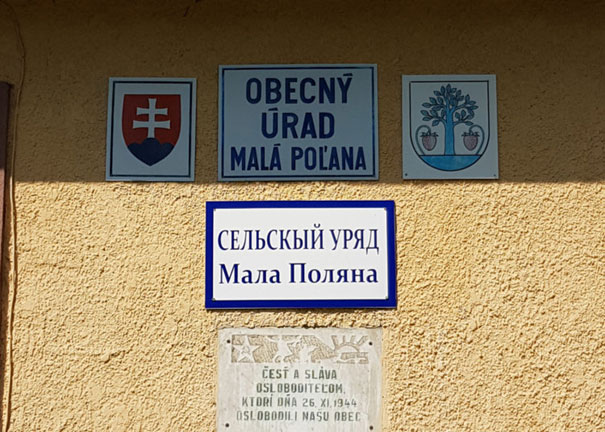 OBECNÝ
ÚRAD
MALÁ POĽANA
СЕЛЬСКЫЙ УРЯД
Мала Поляна
ČESŤ A SLÁVA
OSLOBODITEĽOM,
KTORÍ DŇA 26. XI. 1944
OSLOBODILI NAŠU OBEC